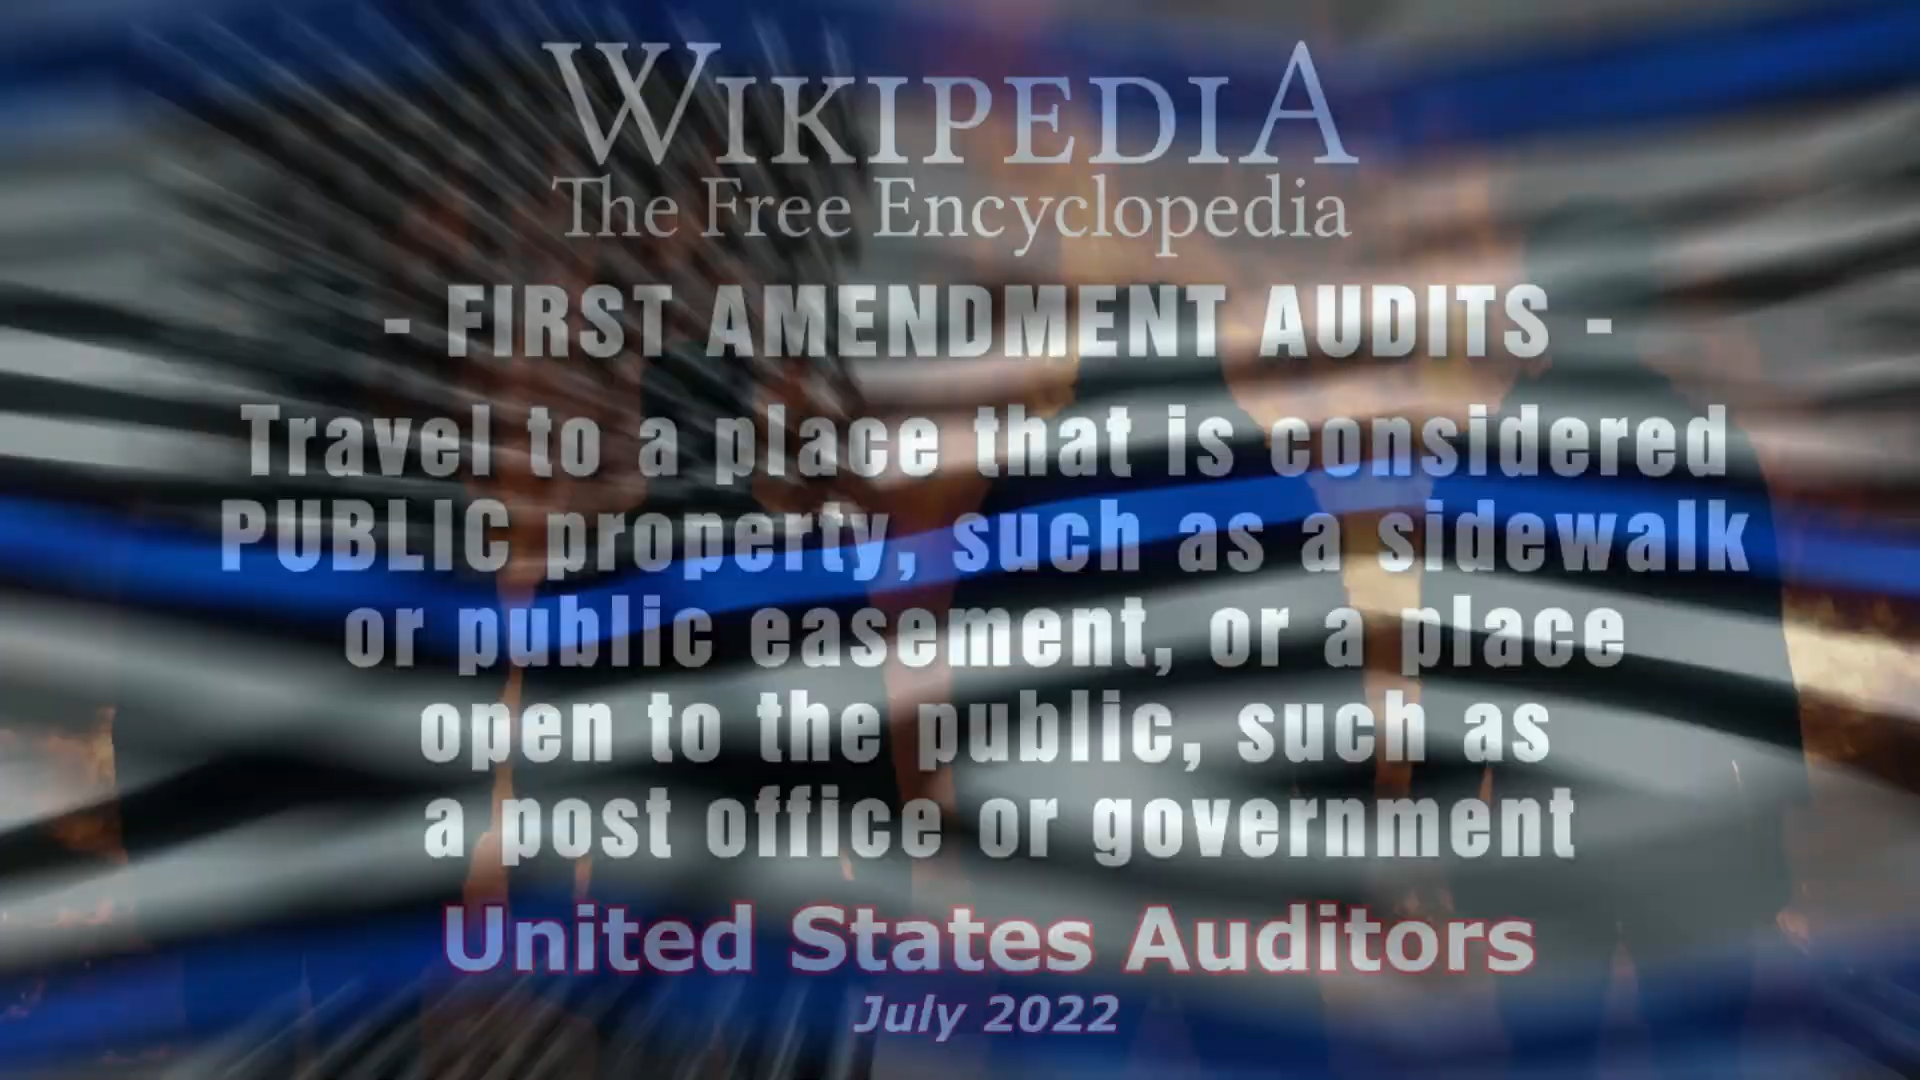 WIKIPEDIA
The Free Encyclopedia
- FIRST AMENDMENT AUDITS -
Travel to a place that is considered
PUBLIC property, such as a sidewalk
or public easement, or a place
open to the public, such as
a post office or government
United States Auditors
July 2022